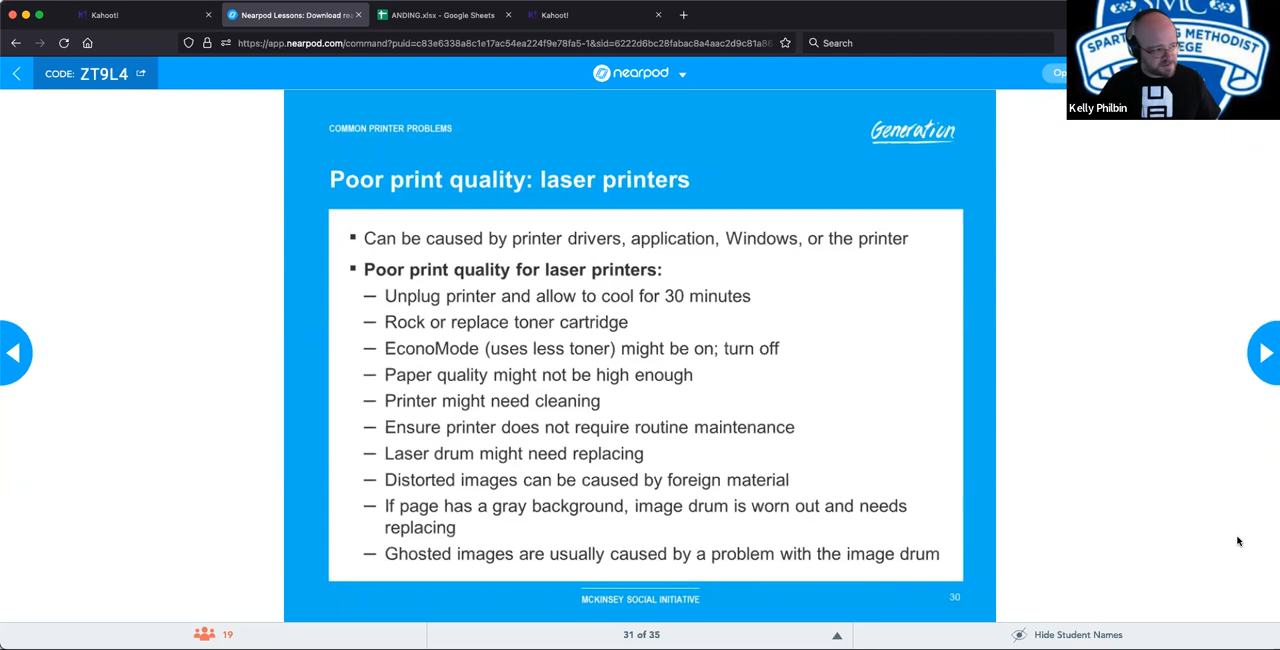 Kahoot!
Nearpod Lessons: Download re
ANDING.xlsx - Google Sheets
Kahoot!
https://app.nearpod.com/command?puid=c83e6338a8c1e17ac54ea224f9e78fa5-1&sid=6222d6bc28fabac8a4aac2d9c81a86
Search
CODE: ZT9L4
nearpod
Op
SMC
SPART
G METHODIST
EGE
Kelly Philbin
COMMON PRINTER PROBLEMS
Generation
Poor print quality: laser printers
▪ Can be caused by printer drivers, application, Windows, or the printer
▪ Poor print quality for laser printers:
– Unplug printer and allow to cool for 30 minutes
– Rock or replace toner cartridge
– EconoMode (uses less toner) might be on; turn off
– Paper quality might not be high enough
– Printer might need cleaning
– Ensure printer does not require routine maintenance
– Laser drum might need replacing
– Distorted images can be caused by foreign material
– If page has a gray background, image drum is worn out and needs
replacing
– Ghosted images are usually caused by a problem with the image drum
MCKINSEY SOCIAL INITIATIVE
30
19
31 of 35
Hide Student Names